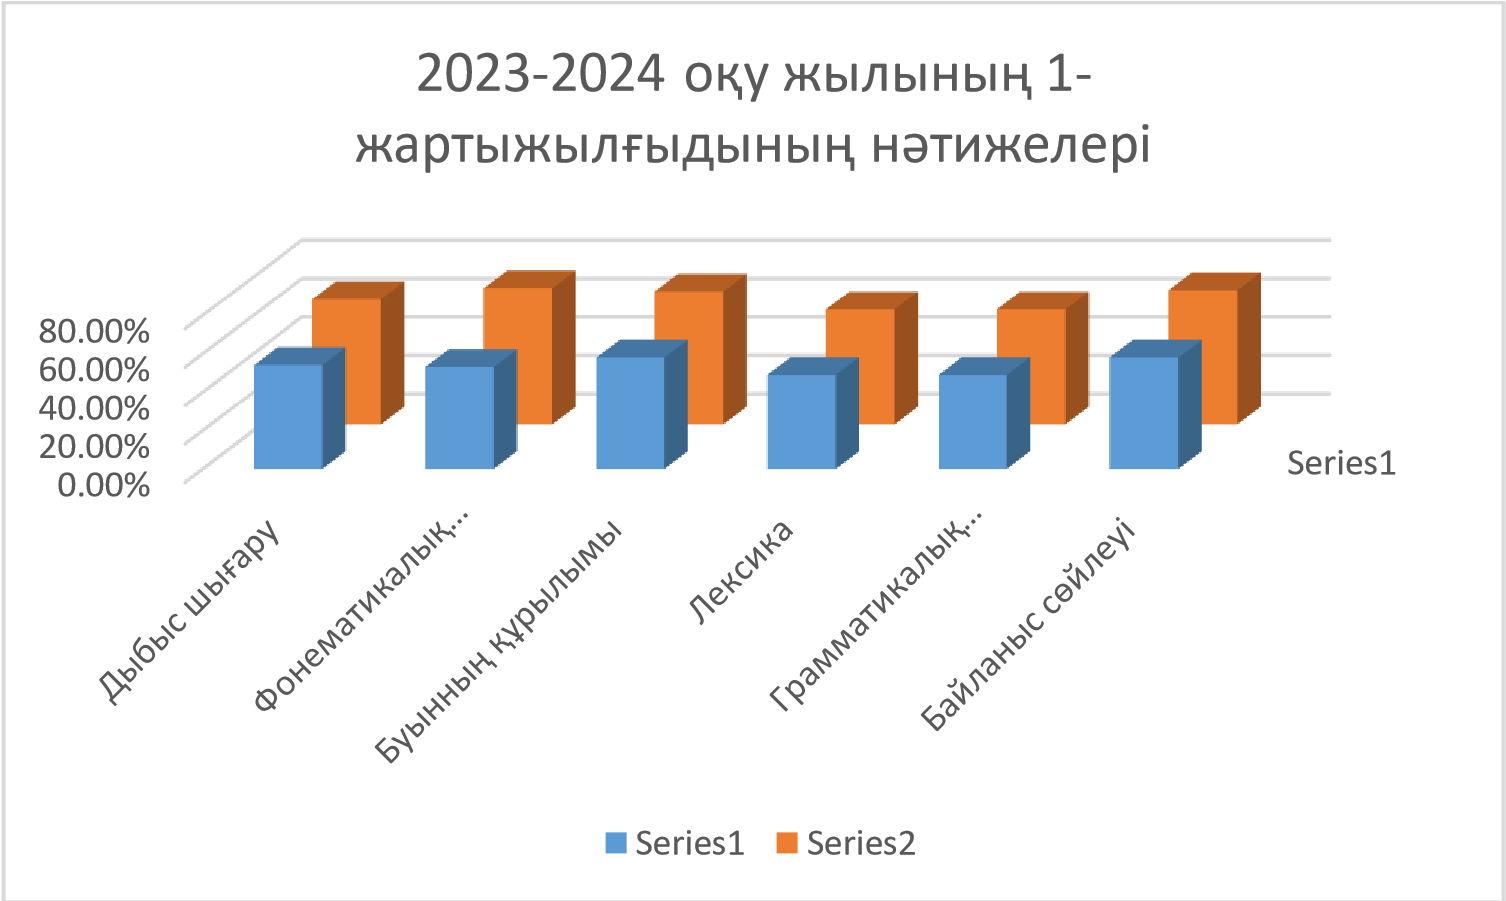 2023-2024 оқу жылының 1-
жартыжылғыдының нәтижелері
80.00%
60.00%
40.00%
20.00%
0.00%
Series1
Дыбыс шығару
Фонематикалық...
Буынның құрылымы
Лексика
Грамматикалық...
Байланыс сөйлеуі
Series1 Series2